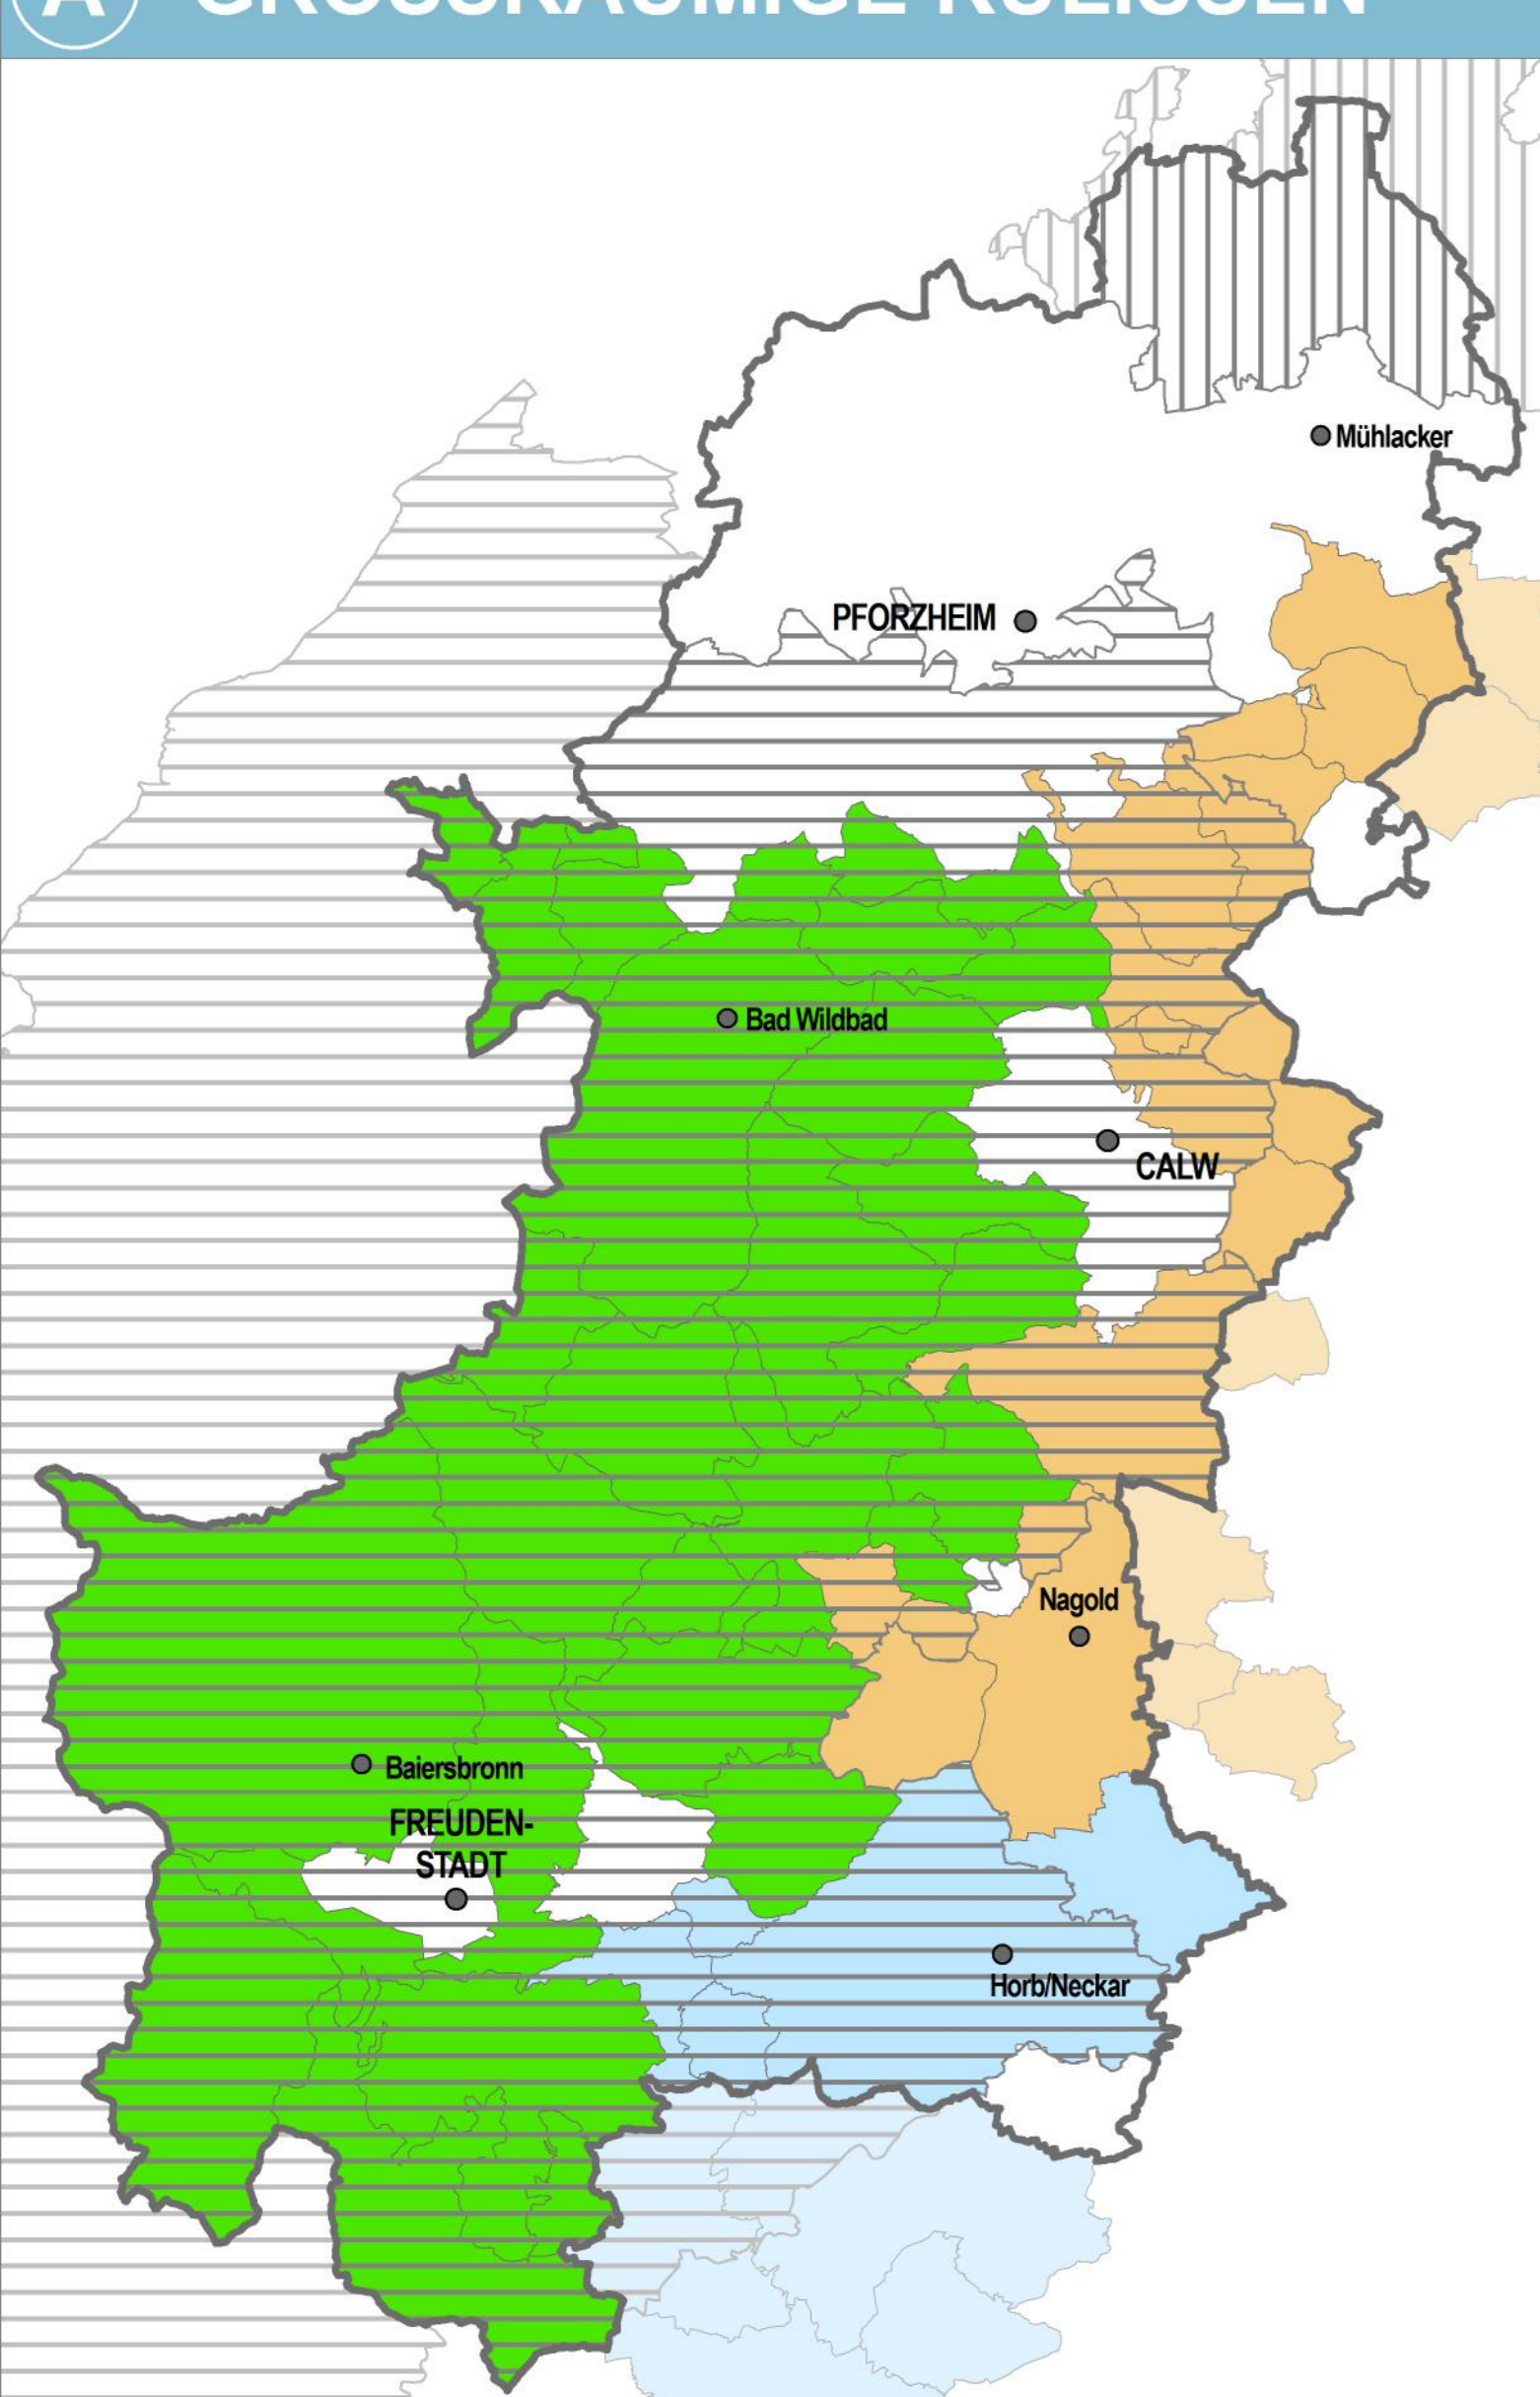 A GROSSRÄUMIGE KULISSEN
Mühlacker
PFORZHEIM
Bad Wildbad
CALW
Nagold
Baiersbronn
FREUDEN-
STADT
Horb/Neckar